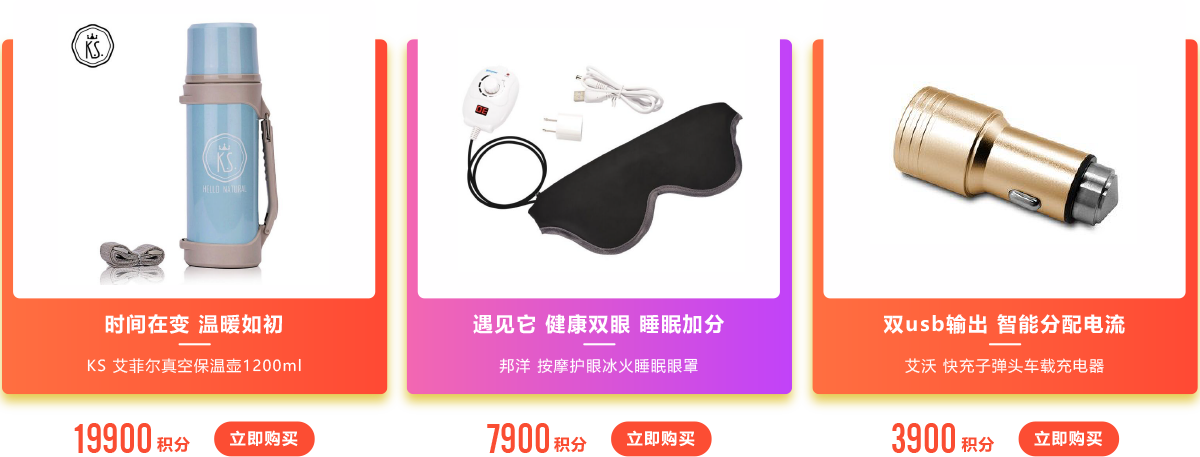 KS.
KS.
HELLO NATURAL
时间在变 温暖如初
KS 艾菲尔真空保温壶1200ml
19900积分
立即购买
遇见它 健康双眼 睡眠加分
邦洋 按摩护眼冰火睡眠眼罩
7900积分
立即购买
双usb输出 智能分配电流
艾沃 快充子弹头车载充电器
3900积分
立即购买